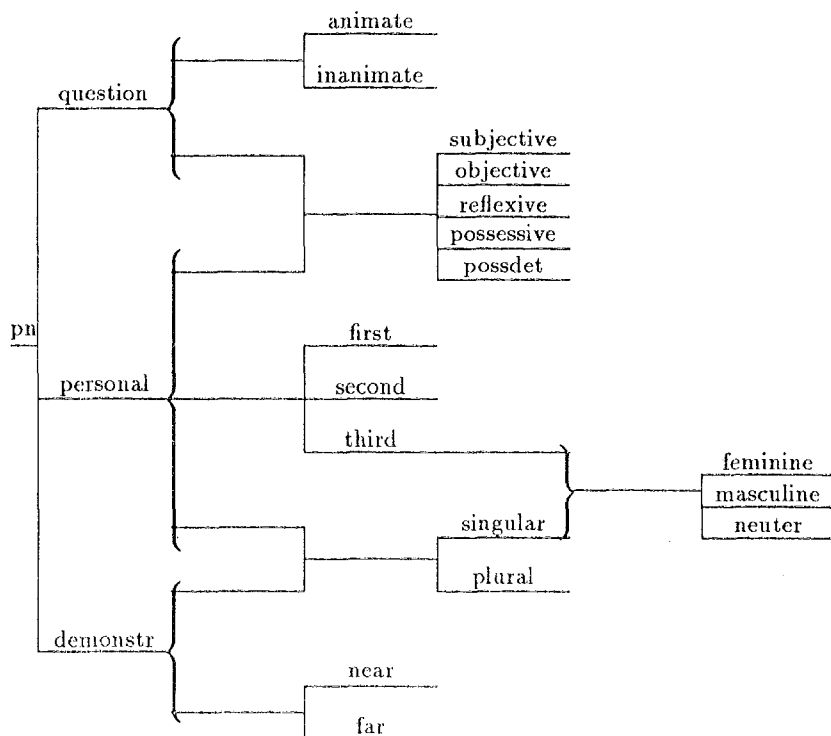 animate
inanimate
question
subjective
objective
reflexive
possessive
possdet
pn
first
personal
second
third
feminine
masculine
singular
neuter
plural
demonstr
near
far